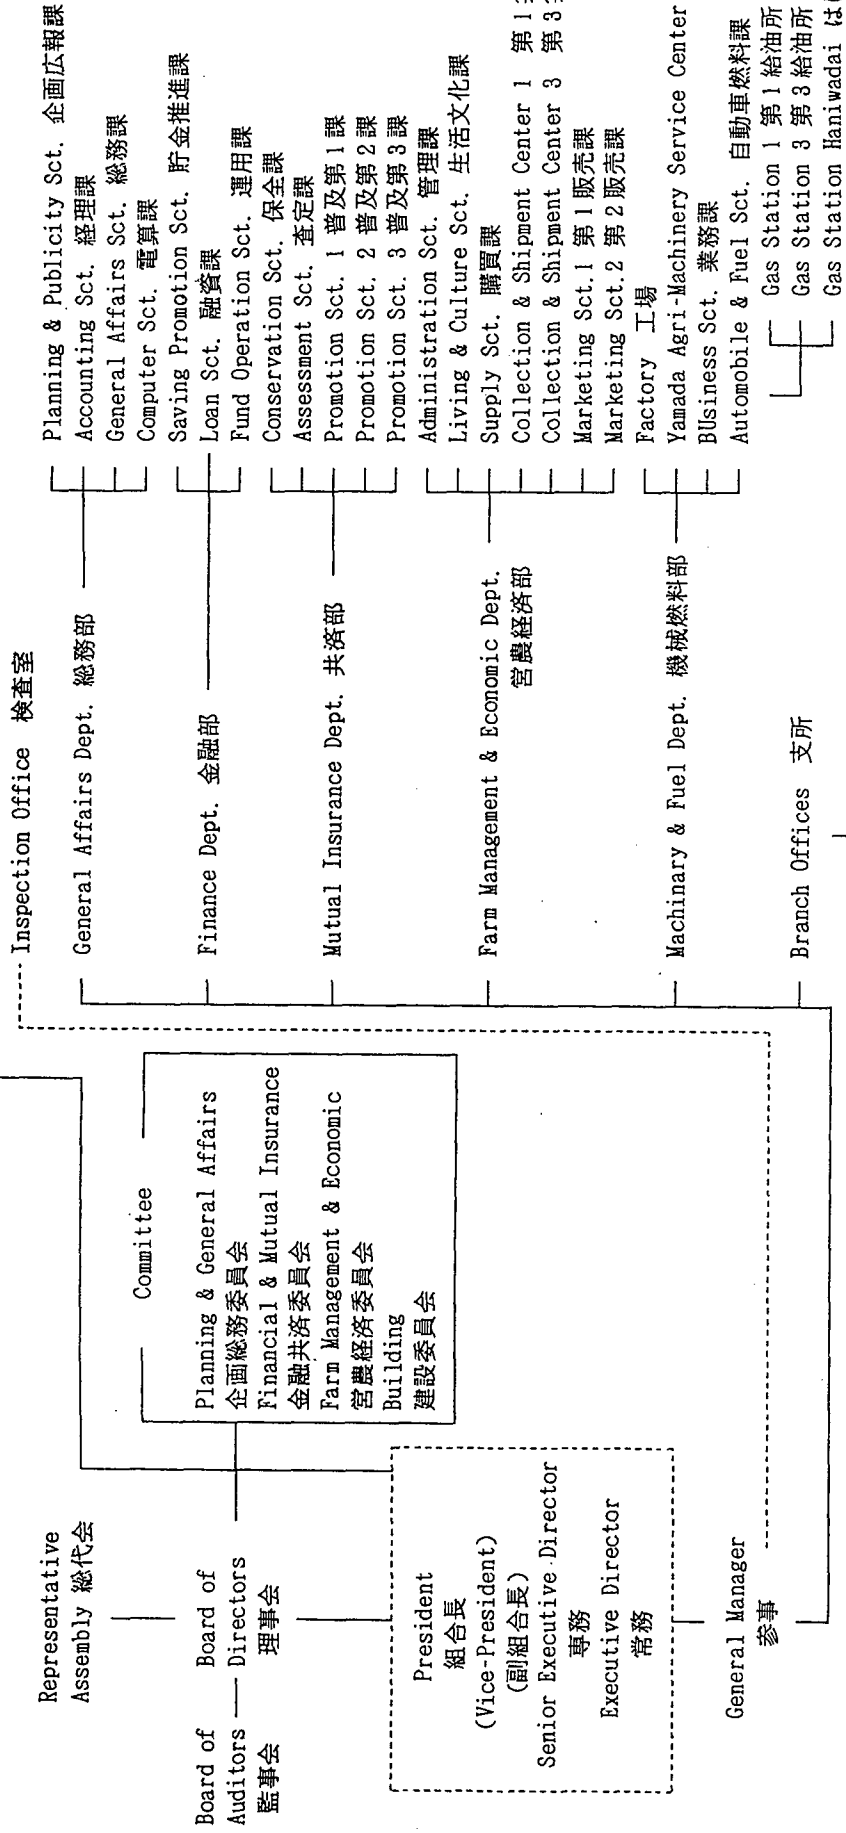 Representative
Assembly 総代会
Board of
Auditors
監事会
Board of
Directors
理事会
Committee
Planning & General Affairs
企画総務委員会
Financial & Mutual Insurance
金融共済委員会
Farm Management & Economic
営農経済委員会
Building
建設委員会
President
組合長
(Vice-President)
(副組合長)
Senior Executive Director
専務
Executive Director
常務
General Manager
参事
Inspection Office 検査室
General Affairs Dept. 総務部
Planning & Publicity Sct. 企画広報課
Accounting Sct. 経理課
General Affairs Sct. 総務課
Computer Sct. 電算課
Finance Dept. 金融部
Saving Promotion Sct. 貯金推進課
Loan Sct. 融資課
Fund Operation Sct. 運用課
Mutual Insurance Dept. 共済部
Conservation Sct. 保全課
Assessment Sct. 査定課
Promotion Sct. 1 普及第1課
Promotion Sct. 2 普及第2課
Promotion Sct. 3 普及第3課
Farm Management & Economic Dept.
営農経済部
Administration Sct. 管理課
Living & Culture Sct. 生活文化課
Supply Sct. 購買課
Collection & Shipment Center 1 第1
Collection & Shipment Center 3 第3
Marketing Sct.1 第1販売課
Marketing Sct.2 第2販売課
Machinary & Fuel Dept. 機械燃料部
Factory 工場
Yamada Agri-Machinery Service Center
BUsiness Sct. 業務課
Automobile & Fuel Sct. 自動車燃料課
Gas Station 1 第1給油所
Gas Station 3 第3給油所
Gas Station Haniwadai は
Branch Offices 支所